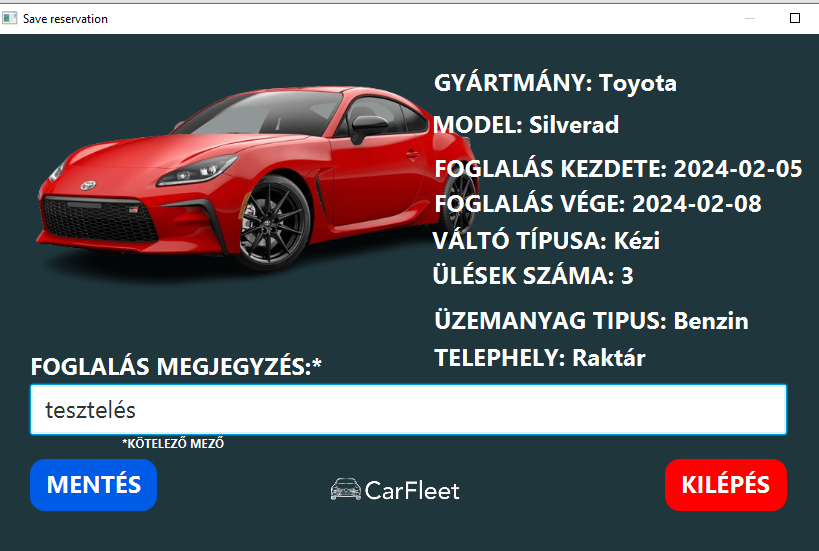 Save reservation
GYÁRTMÁNY: Toyota
MODEL: Silverad
FOGLALÁS KEZDETE: 2024-02-05
FOGLALÁS VÉGE: 2024-02-08
VÁLTÓ TÍPUSA: Kézi
ÜLÉSEK SZÁMA: 3
ÜZEMANYAG TIPUS: Benzin
TELEPHELY: Raktár
FOGLALÁS MEGJEGYZÉS:*
tesztelés
*KÖTELEZŐ MEZŐ
MENTÉS
CarFleet
KILÉPÉS